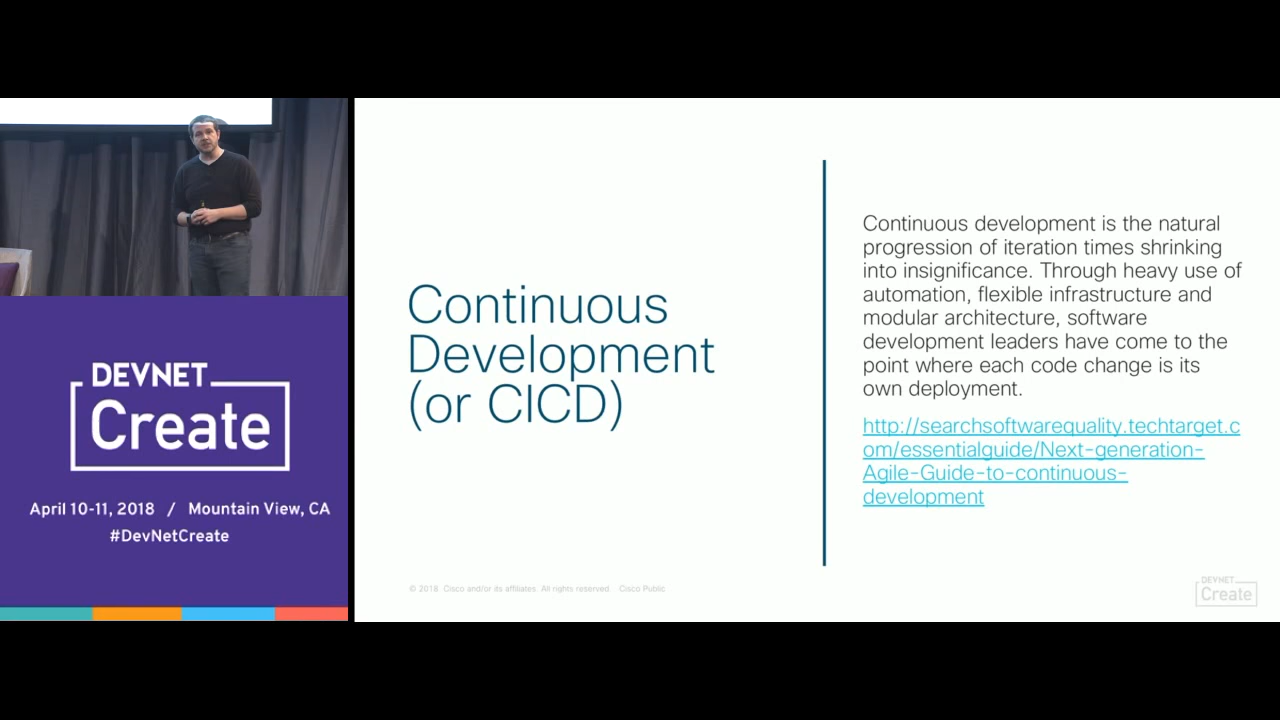 DEVNET
Create
April 10-11, 2018 / Mountain View, CA
#DevNetCreate
Continuous
Development
(or CICD)
Continuous development is the natural
progression of iteration times shrinking
into insignificance. Through heavy use of
automation, flexible infrastructure and
modular architecture, software
development leaders have come to the
point where each code change is its
own deployment.
http://searchsoftwarequality.techtarget.c
om/essentialguide/Next-generation-
Agile-Guide-to-continuous-
development
© 2018 Cisco and/or its affiliates. All rights reserved. Cisco Public
DEVNET
Create